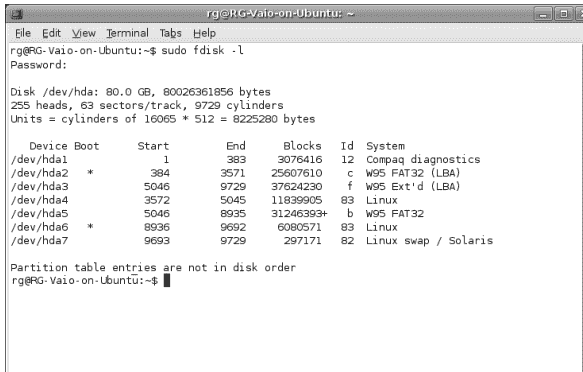 rg@RG-Vaio-on-Ubuntu: ~
File Edit View Terminal Tabs Help
rg@RG-Vaio-on-Ubuntu:~$ sudo fdisk -l
Password:
Disk /dev/hda: 80.0 GB, 80026361856 bytes
255 heads, 63 sectors/track, 9729 cylinders
Units = cylinders of 16065 * 512 = 8225280 bytes
Device Boot Start End Blocks Id System
/dev/hda1 1 383 3076416 12 Compaq diagnostics
/dev/hda2 * 384 3571 25607610 c W95 FAT32 (LBA)
/dev/hda3 5046 9729 37624230 f W95 Ext'd (LBA)
/dev/hda4 3572 5045 11839905 83 Linux
/dev/hda5 5046 8935 31246393+ b W95 FAT32
/dev/hda6 * 8936 9692 6080571 83 Linux
/dev/hda7 9693 9729 297171 82 Linux swap / Solaris
Partition table entries are not in disk order
rg@RG-Vaio-on-Ubuntu:~$